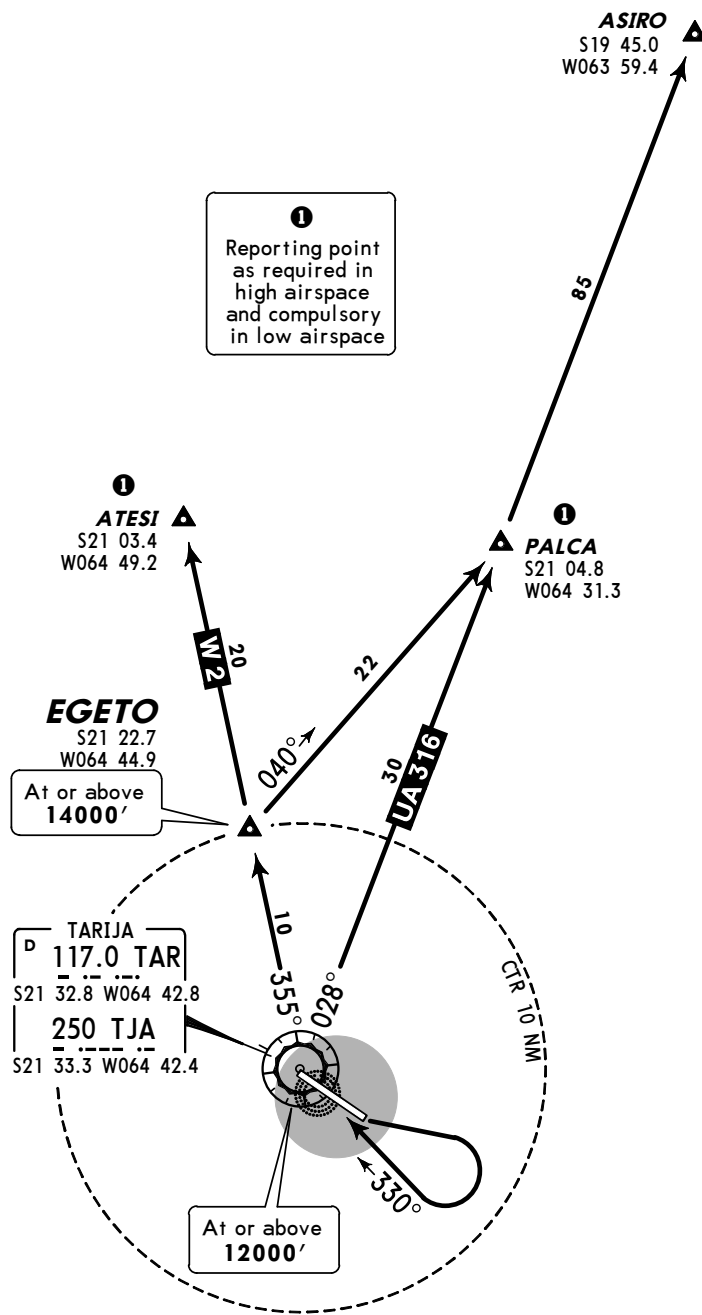 ASIRO
S19 45.0
W063 59.4
❶
Reporting point
as required in
high airspace
and compulsory
in low airspace
85
❶
ATESI
S21 03.4
W064 49.2
❶
PALCA
S21 04.8
W064 31.3
W 2
20
22
EGETO
S21 22.7
W064 44.9
040°
30
UA 316
At or above
14000'
10
355°
028°
CTR 10 NM
TARIJA
D 117.0 TAR
S21 32.8 W064 42.8
250 TJA
S21 33.3 W064 42.4
330°
At or above
12000'